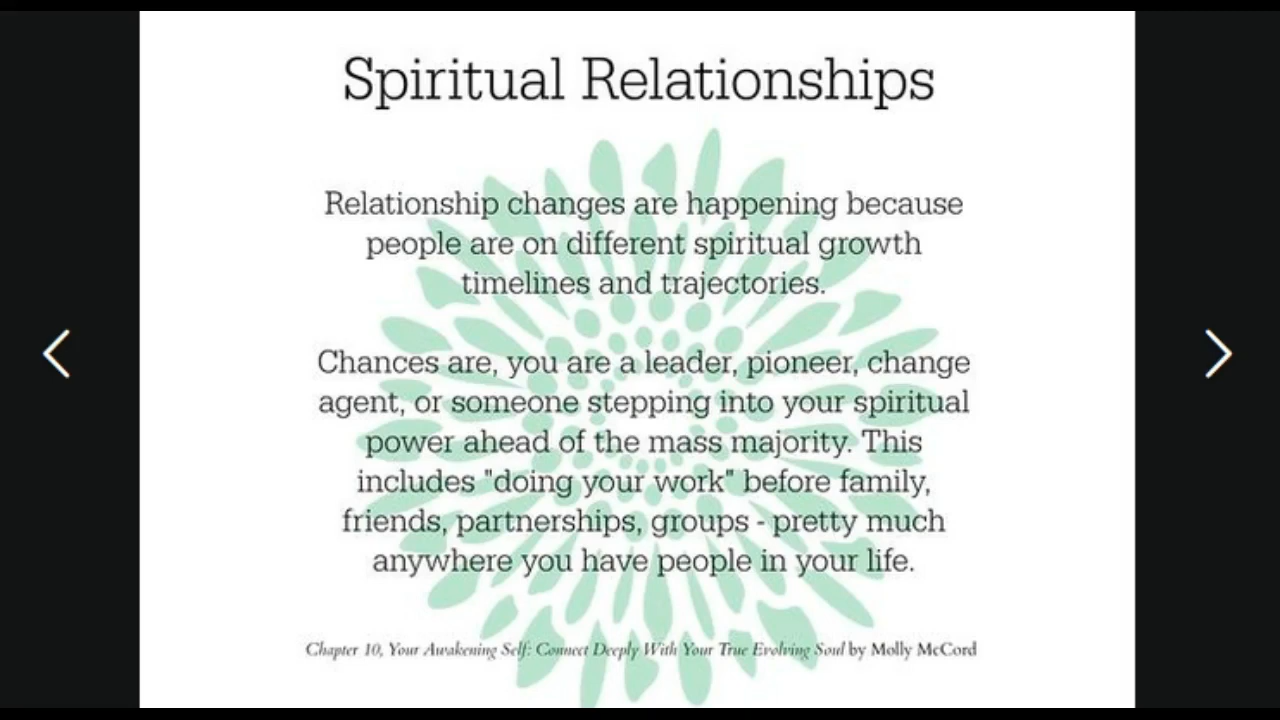 Spiritual Relationships
Relationship changes are happening because
people are on different spiritual growth
timelines and trajectories.
Chances are, you are a leader, pioneer, change
agent, or someone stepping into your spiritual
power ahead of the mass majority. This
includes "doing your work" before family,
friends, partnerships, groups - pretty much
anywhere you have people in your life.
Chapter 10, Your Awakening Self: Connect Deeply With Your True Evolving Soul by Molly McCord